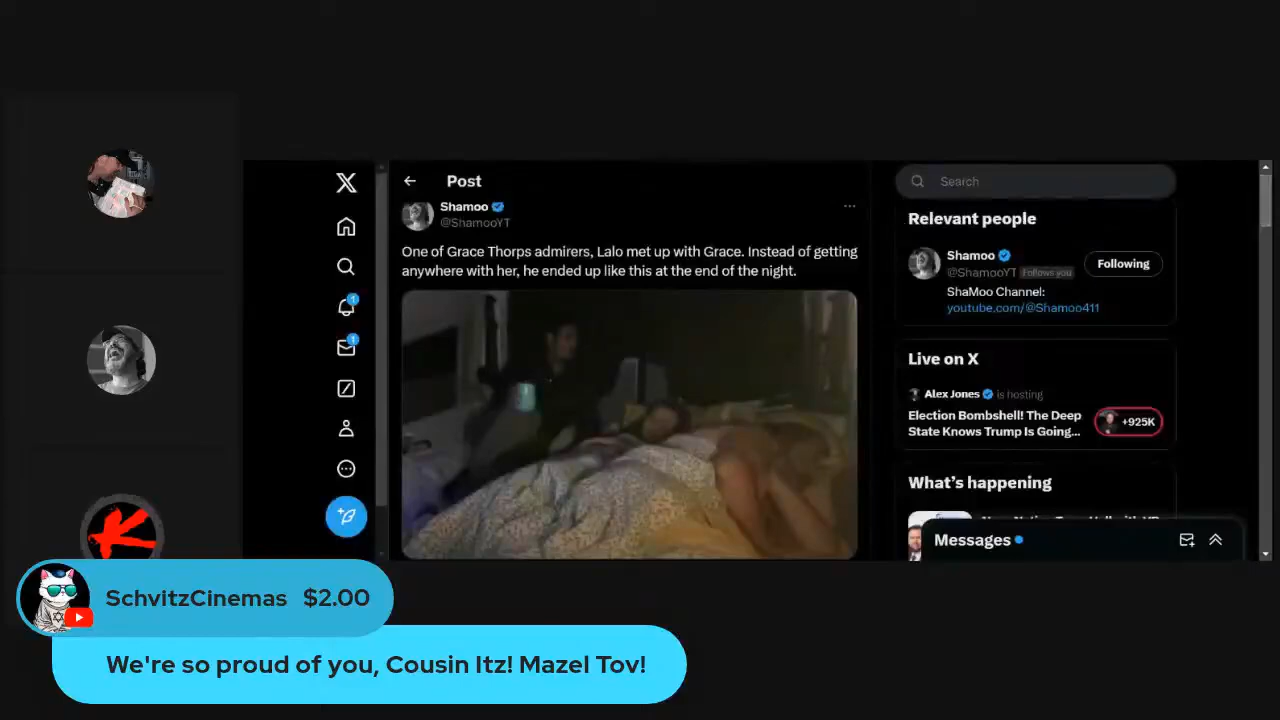 Post
Shamoo
@ShamooYT
One of Grace Thorps admirers, Lalo met up with Grace. Instead of getting
anywhere with her, he ended up like this at the end of the night.
Search
Relevant people
Shamoo
@ShamooYT Follows you
Following
ShaMoo Channel:
youtube.com/@Shamoo411
Live on X
Alex Jones is hosting
Election Bombshell! The Deep
State Knows Trump Is Going...
+925K
What's happening
Messages
1
1
SchvitzCinemas $2.00
We're so proud of you, Cousin Itz! Mazel Tov!